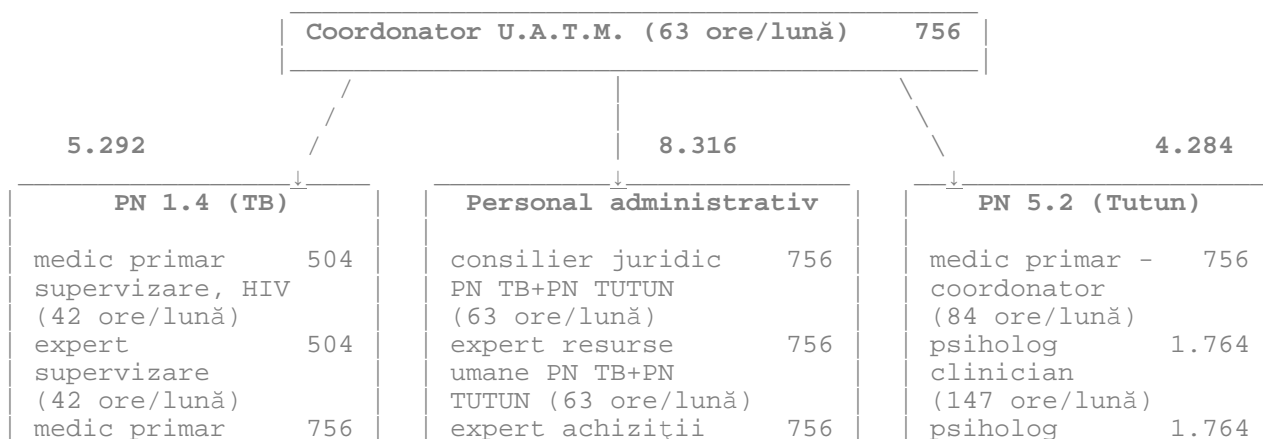 Coordonator U.A.T.M. (63 ore/lună) 756
5.292 8.316 4.284
PN 1.4 (TB)
medic primar 504
supervizare, HIV
(42 ore/lună)
expert 504
supervizare
(42 ore/lună)
medic primar 756
Personal administrativ
consilier juridic 756
PN TB+PN TUTUN
(63 ore/lună)
expert resurse 756
umane PN TB+PN
TUTUN (63 ore/lună)
expert achiziţii 756
PN 5.2 (Tutun)
medic primar - 756
coordonator
(84 ore/lună)
psiholog 1.764
clinician
(147 ore/lună)
psiholog 1.764